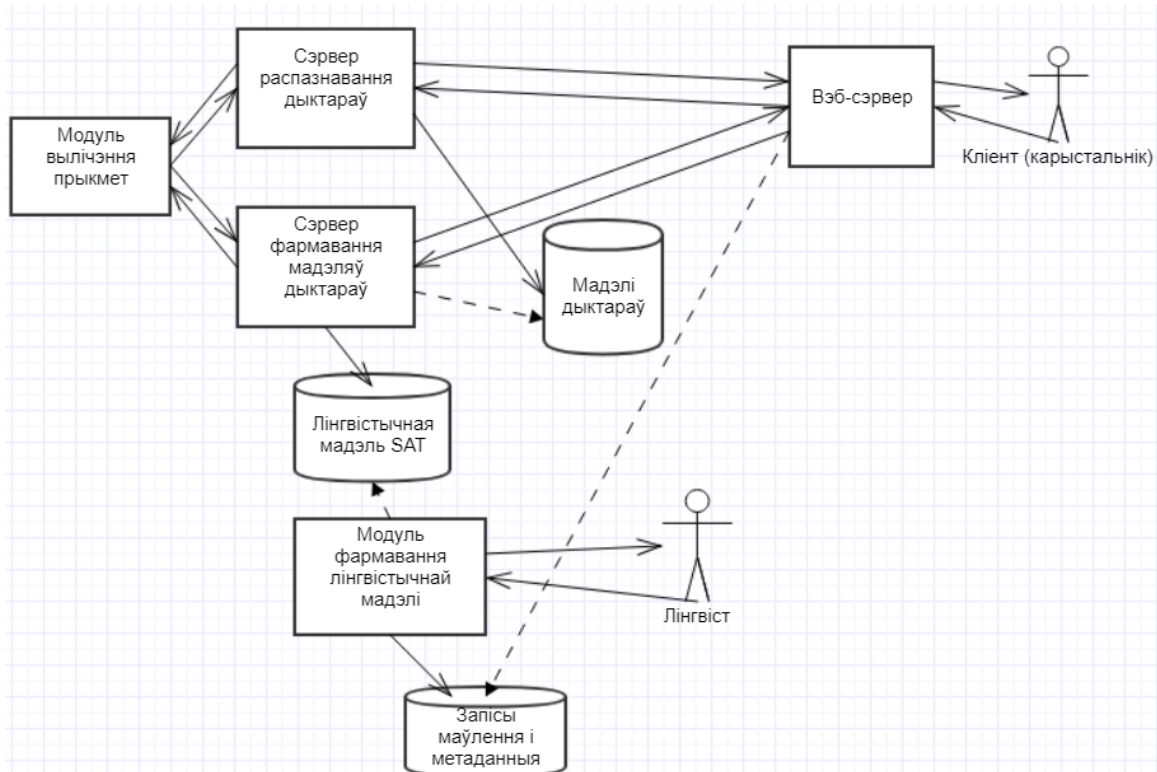 Сэрвер
распазнавання
дыктараў
Вэб-сэрвер
Кліент (карыстальнік)
Модуль
вылічэння
прыкмет
Сэрвер
фармавання
мадэляў
дыктараў
Мадэлі
дыктараў
Лінгвістычная
мадэль SAT
Модуль
фармавання
лінгвістычнай
мадэлі
Лінгвіст
Запісы
маўлення і
метаданныя